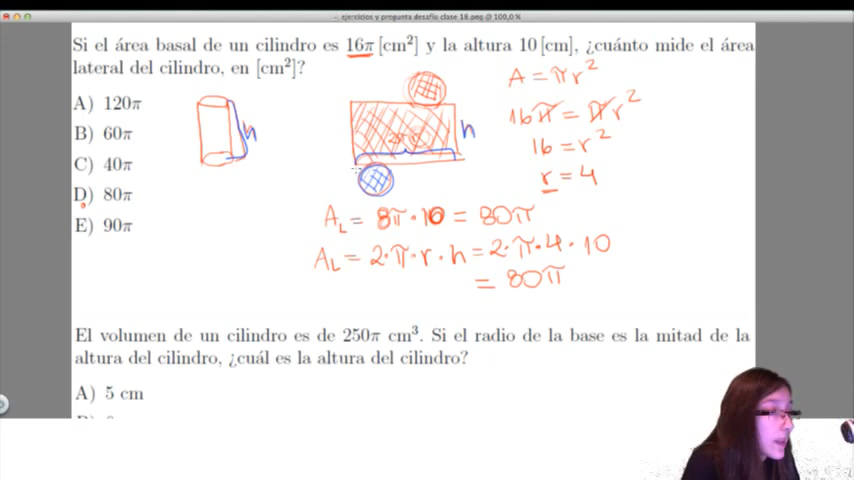 ejercicios y pregunta desafio clase 18.png @ 100,0 %
Si el área basal de un cilindro es 16π [cm²] y la altura 10 [cm], ¿cuánto mide el área
lateral del cilindro, en [cm²]?
A) 120π
B) 60π
C) 40π
D) 80π
E) 90π
h
h
A = πr²
16π = πr²
16 = r²
r = 4
A_L = 8π·10 = 80π
A_L = 2·π·r·h = 2·π·4·10
= 80π
El volumen de un cilindro es de 250π cm³. Si el radio de la base es la mitad de la
altura del cilindro, ¿cuál es la altura del cilindro?
A) 5 cm